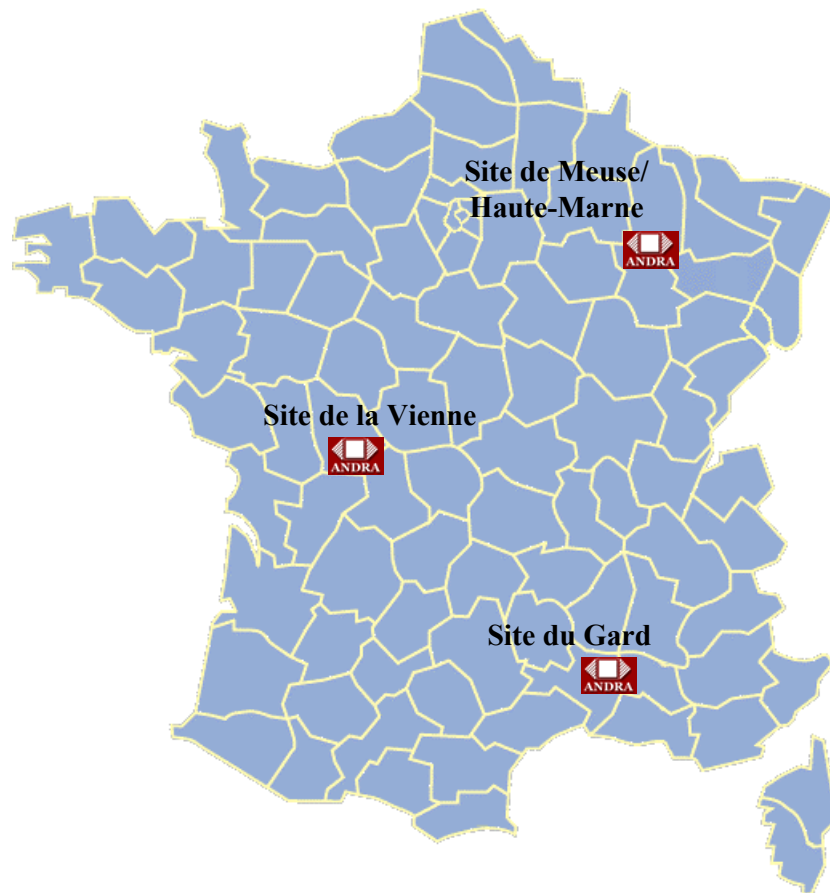 Site de Meuse/
Haute-Marne
ANDRA
Site de la Vienne
ANDRA
Site du Gard
ANDRA